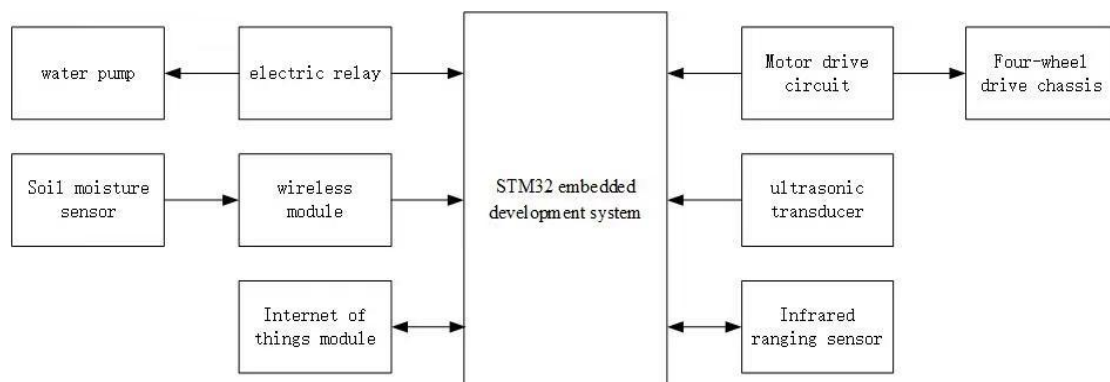 water pump
electric relay
Motor drive
circuit
Four-wheel
drive chassis
Soil moisture
sensor
wireless
module
STM32 embedded
development system
ultrasonic
transducer
Internet of
things module
Infrared
ranging sensor